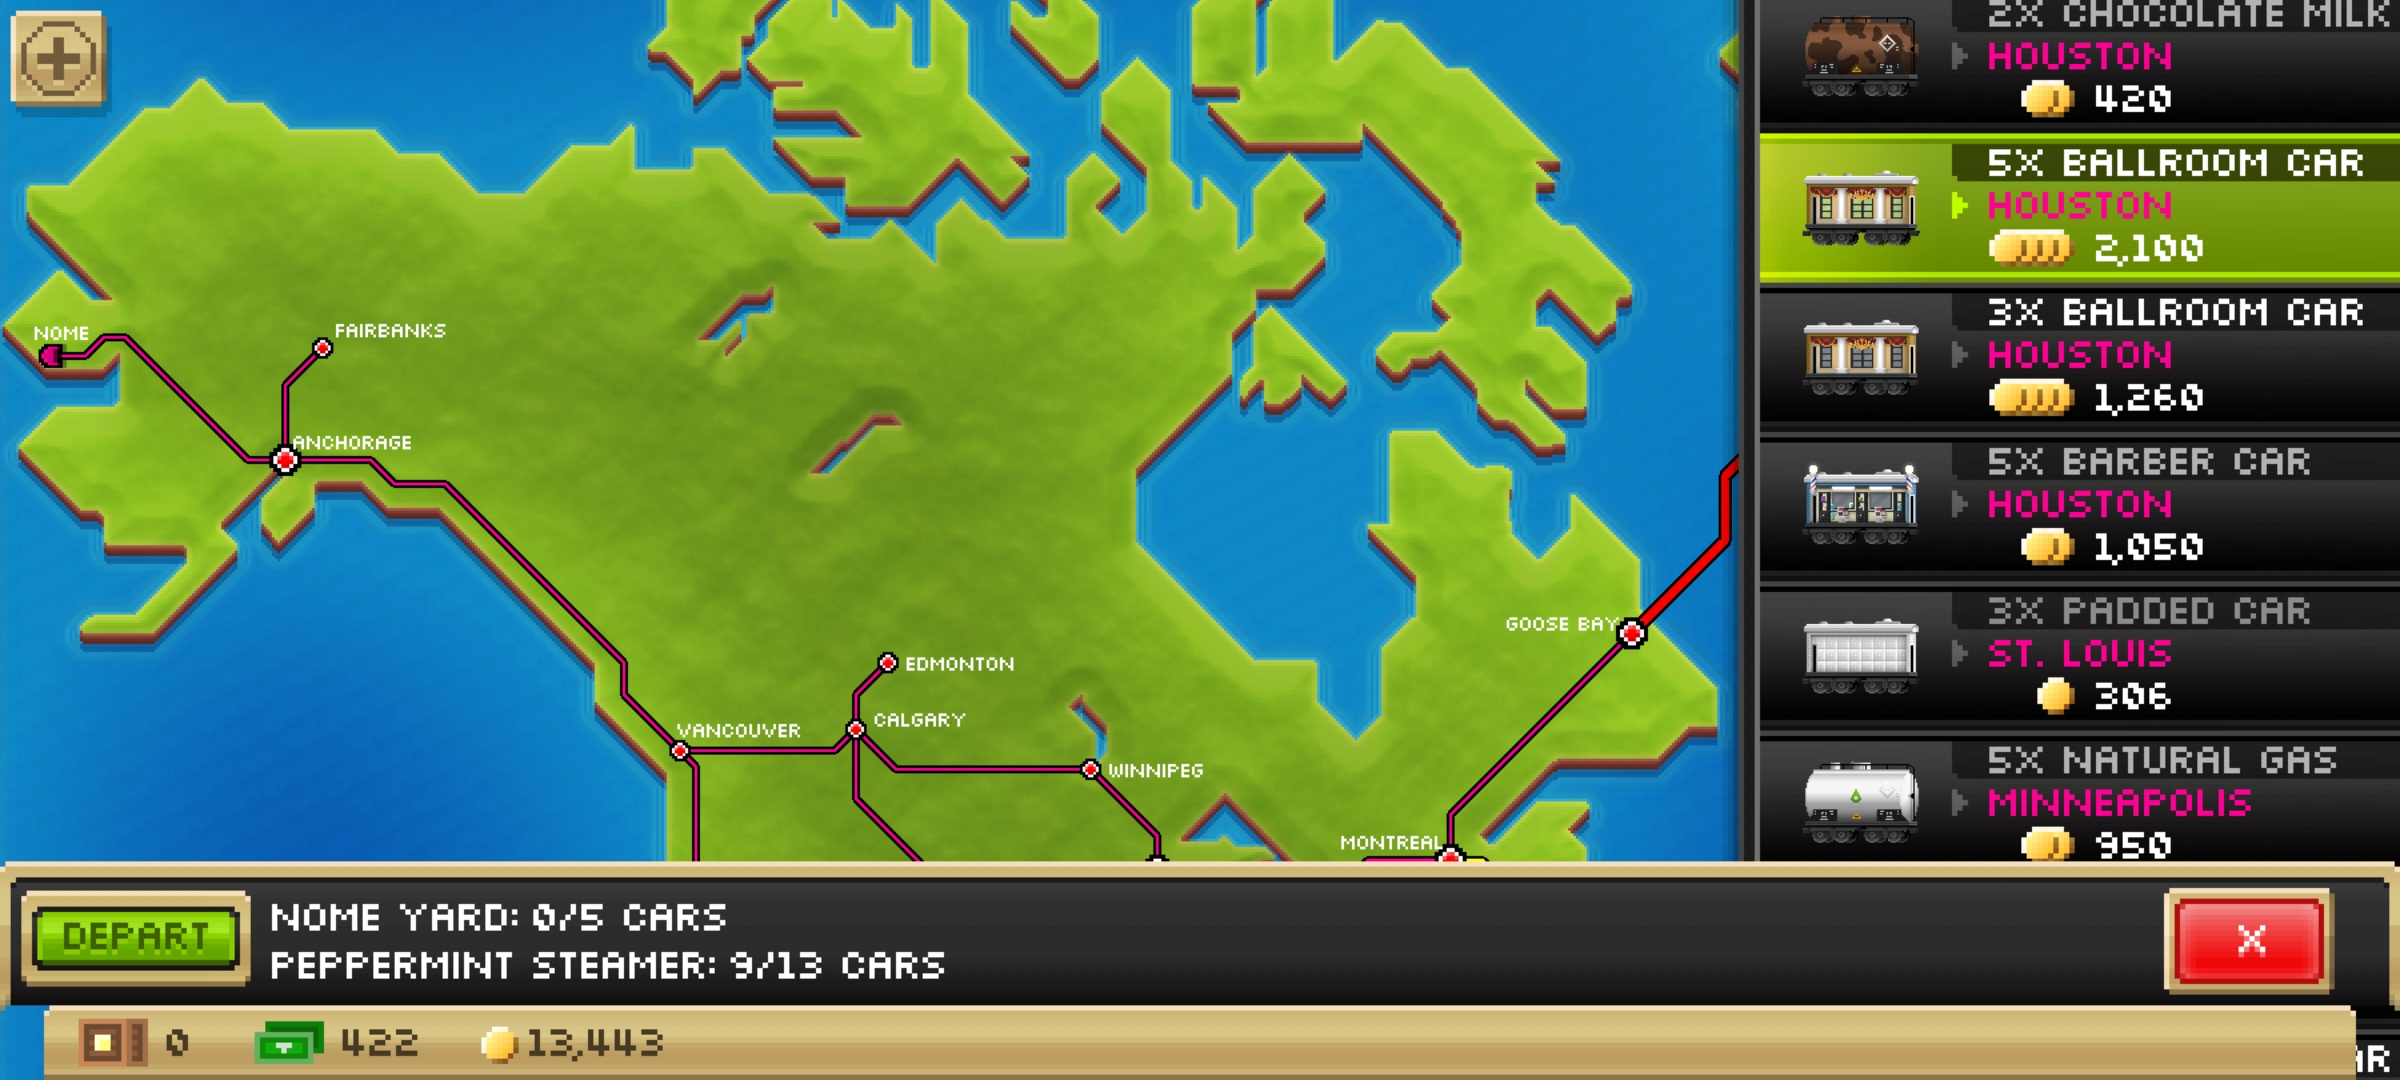 2X CHOCOLATE MILK
HOUSTON
420
5X BALLROOM CAR
HOUSTON
2,100
3X BALLROOM CAR
HOUSTON
1,260
5X BARBER CAR
HOUSTON
1,050
3X PADDED CAR
ST. LOUIS
306
5X NATURAL GAS
MINNEAPOLIS
950
NOME
FAIRBANKS
ANCHORAGE
GOOSE BAY
EDMONTON
CALGARY
VANCOUVER
WINNIPEG
MONTREAL
DEPART
NOME YARD: 0/5 CARS
PEPPERMINT STEAMER: 9/13 CARS
X
0
422
13,443